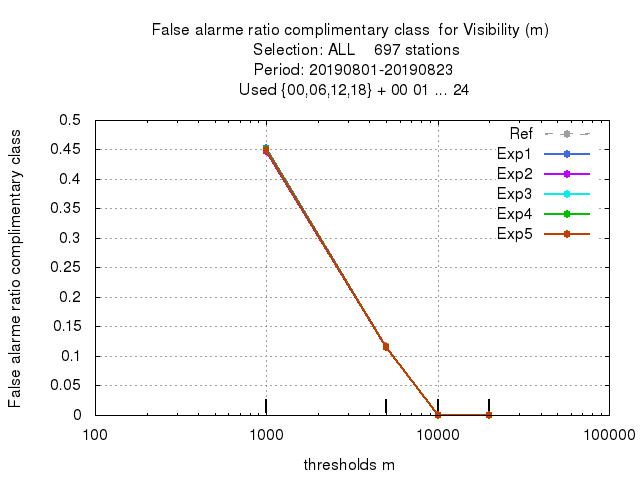 False alarme ratio complimentary class  for Visibility (m)
Selection: ALL    697 stations
Period: 20190801-20190823
Used {00,06,12,18} + 00 01 ... 24
False alarme ratio complimentary class
0.5
0.45
0.4
0.35
0.3
0.25
0.2
0.15
0.1
0.05
0
Ref
Exp1
Exp2
Exp3
Exp4
Exp5
100
1000
10000
100000
thresholds m